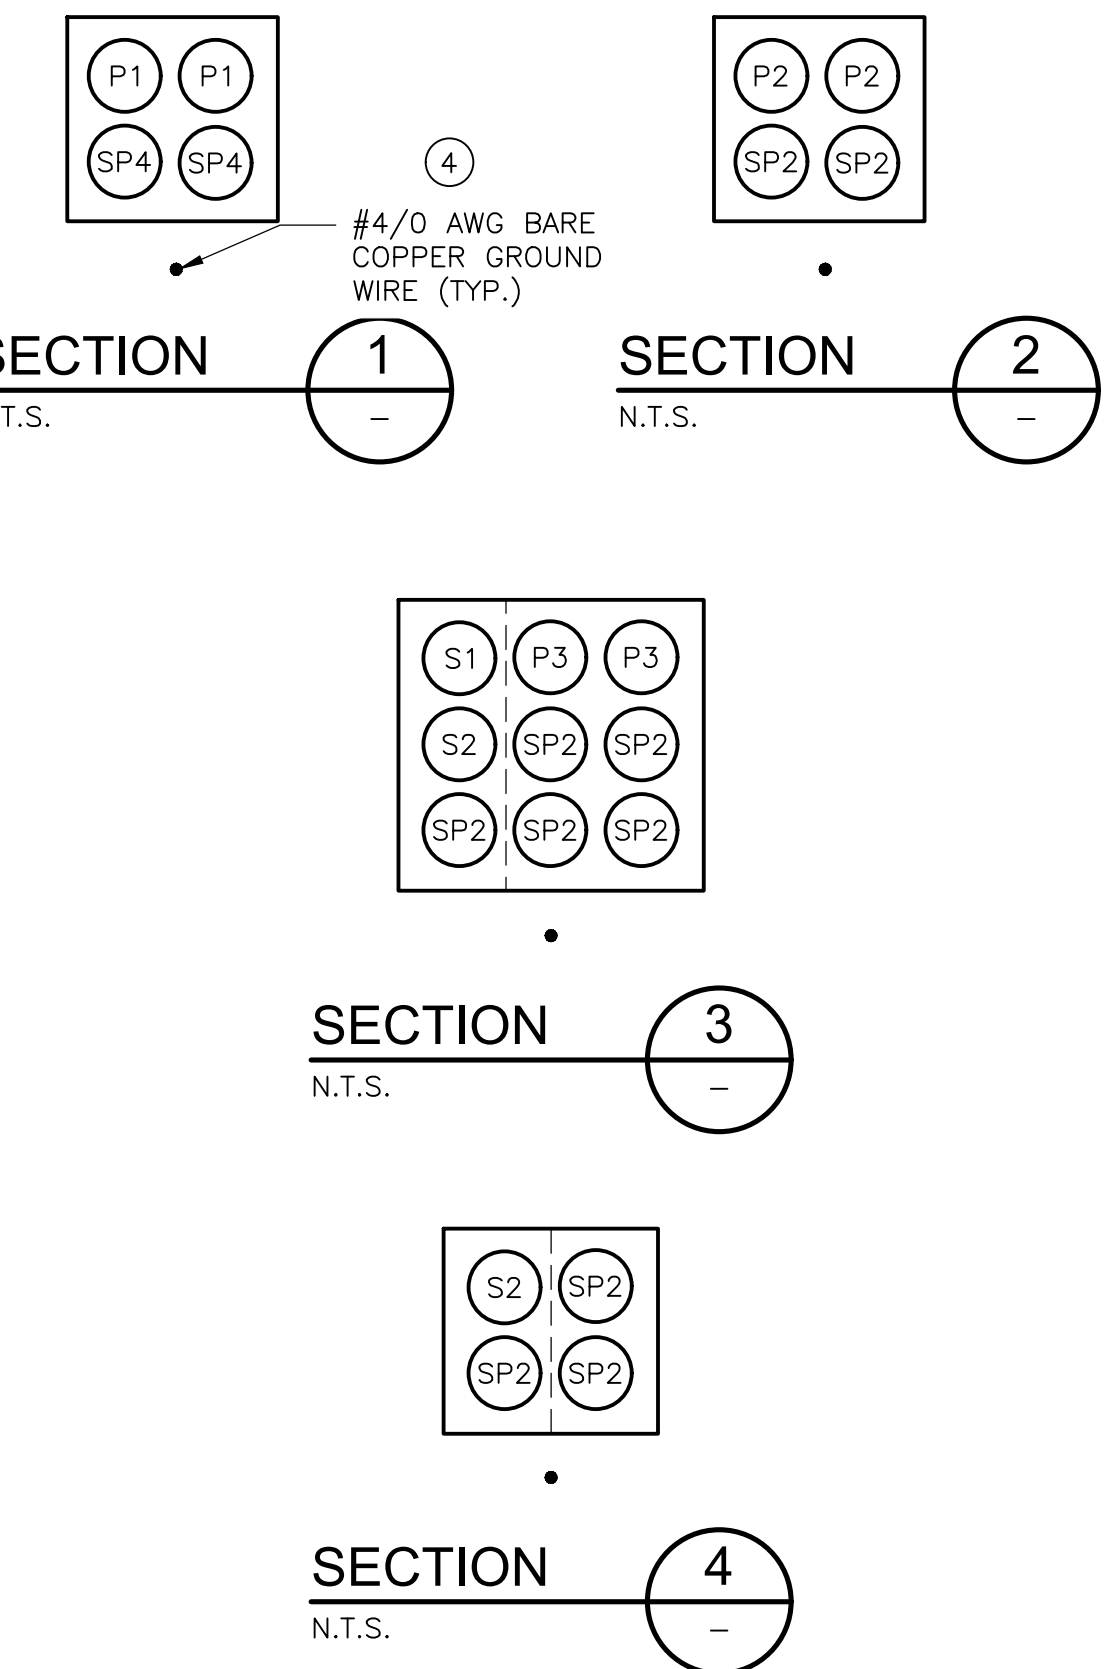 P1 P1
SP4 SP4
4
#4/0 AWG BARE
COPPER GROUND
WIRE (TYP.)
SECTION 1
T.S. –
P2 P2
SP2 SP2
SECTION 2
N.T.S. –
S1 P3 P3
S2 SP2 SP2
SP2 SP2 SP2
SECTION 3
N.T.S. –
S2 SP2
SP2 SP2
SECTION 4
N.T.S. –